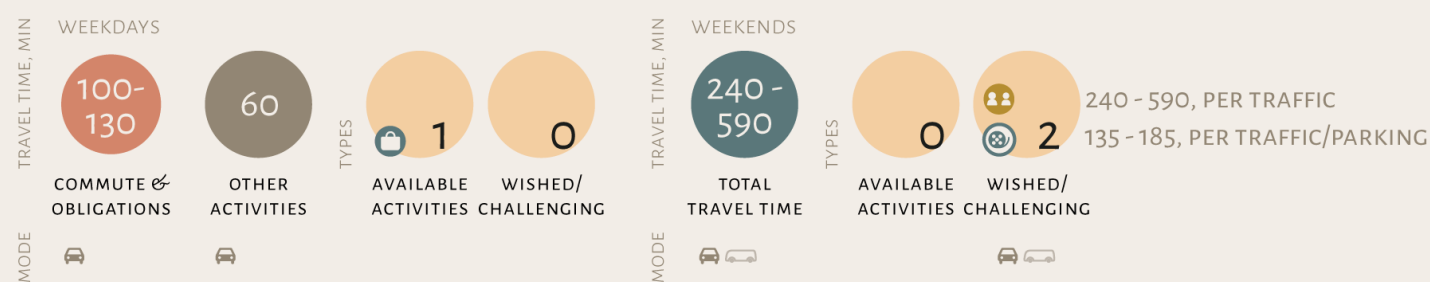 WEEKDAYS
TRAVEL TIME, MIN
100-
130
60
TYPES
1
0
COMMUTE &
OBLIGATIONS
OTHER
ACTIVITIES
AVAILABLE
ACTIVITIES
WISHED/
CHALLENGING
MODE
WEEKENDS
TRAVEL TIME, MIN
240 -
590
TYPES
0
2
240 - 590, PER TRAFFIC
135 - 185, PER TRAFFIC/PARKING
TOTAL
TRAVEL TIME
AVAILABLE
ACTIVITIES
WISHED/
CHALLENGING
MODE